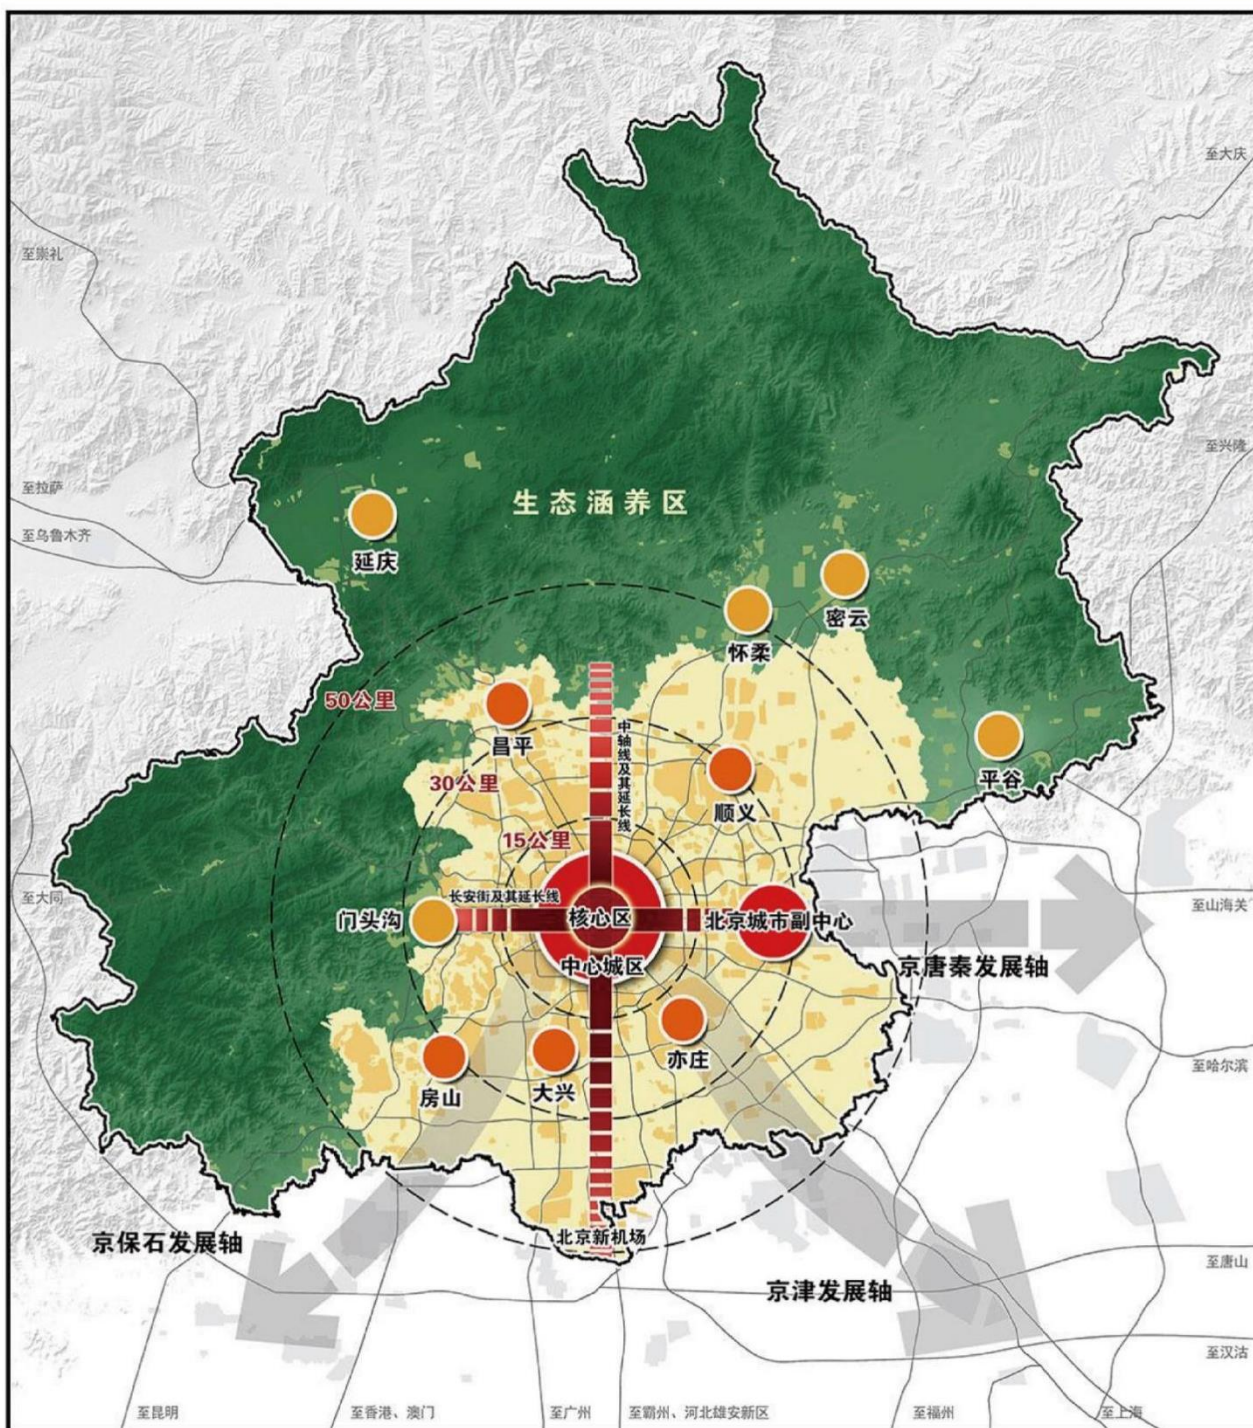 至大庆
至崇礼
至兴隆
至拉萨
生态涵养区
至乌鲁木齐
延庆
密云
怀柔
50公里
中轴线及其延长线
昌平
30公里
平谷
顺义
15公里
长安街及其延长线
至大同
至山海关
门头沟
核心区
北京城市副中心
中心城区
京唐秦发展轴
亦庄
至哈尔滨
大兴
房山
北京新机场
京保石发展轴
至唐山
京津发展轴
至汉沽
至昆明
至香港、澳门
至广州
至霸州、河北雄安新区
至福州
至上海